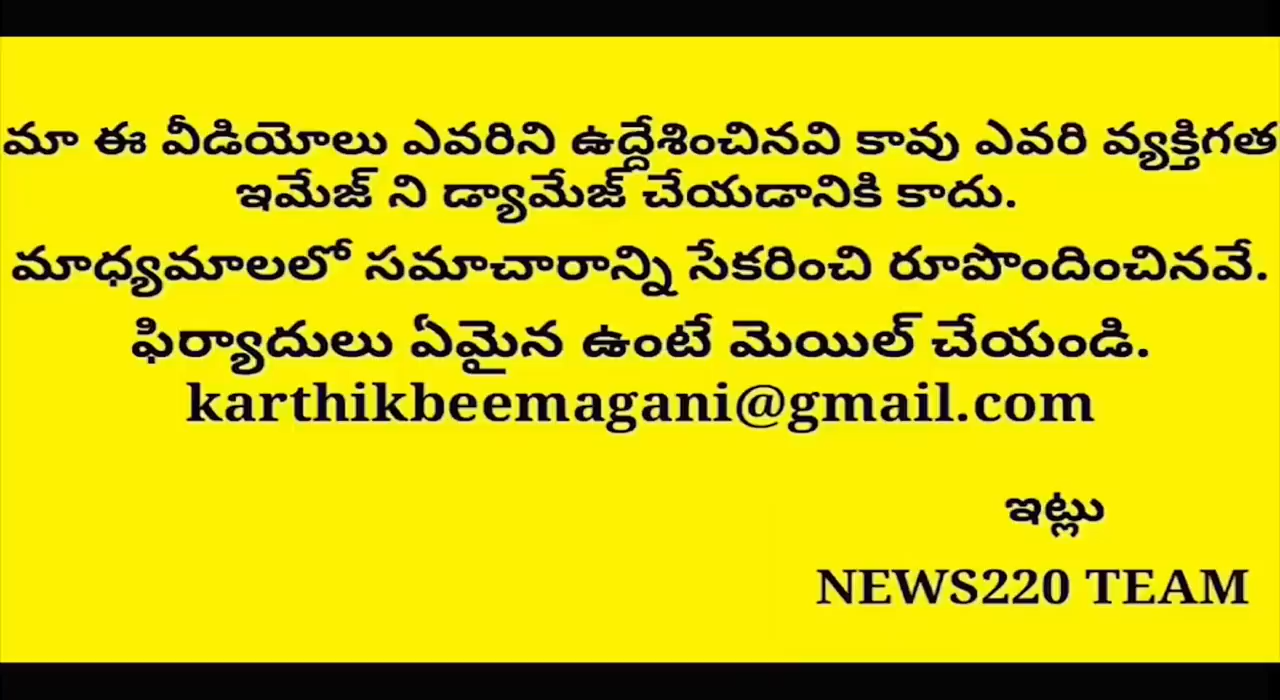 మా ఈ వీడియోలు ఎవరిని ఉద్దేశించినవి కావు ఎవరి వ్యక్తిగత
ఇమేజ్ ని డ్యామేజ్ చేయడానికి కాదు.
మాధ్యమాలలో సమాచారాన్ని సేకరించి రూపొందించినవే.
ఫిర్యాదులు ఏమైన ఉంటే మెయిల్ చేయండి.
karthikbeemagani@gmail.com
ఇట్లు
NEWS220 TEAM